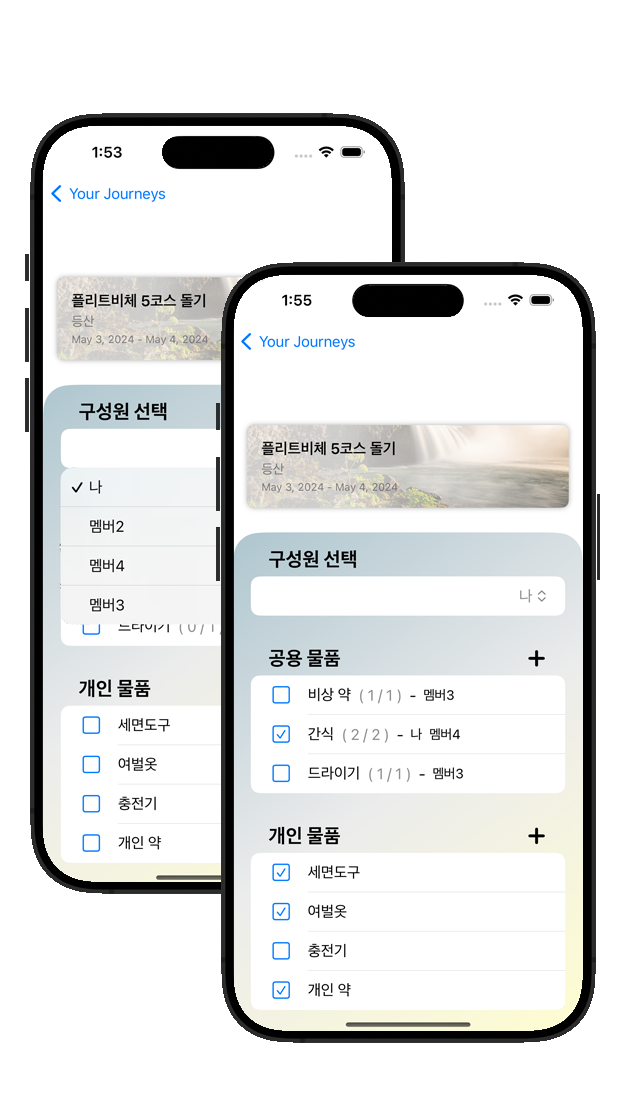 1:53
Your Journeys
플리트비체 5코스 돌기
등산
May 3, 2024 - May 4, 2024
구성원 선택
나
멤버2
멤버4
멤버3
드라이기 ( 0 / 1
개인 물품
세면도구
여벌옷
충전기
개인 약
1:55
Your Journeys
플리트비체 5코스 돌기
등산
May 3, 2024 - May 4, 2024
구성원 선택
나
공용 물품
비상 약 ( 1 / 1 ) - 멤버3
간식 ( 2 / 2 ) - 나 멤버4
드라이기 ( 1 / 1 ) - 멤버3
개인 물품
세면도구
여벌옷
충전기
개인 약